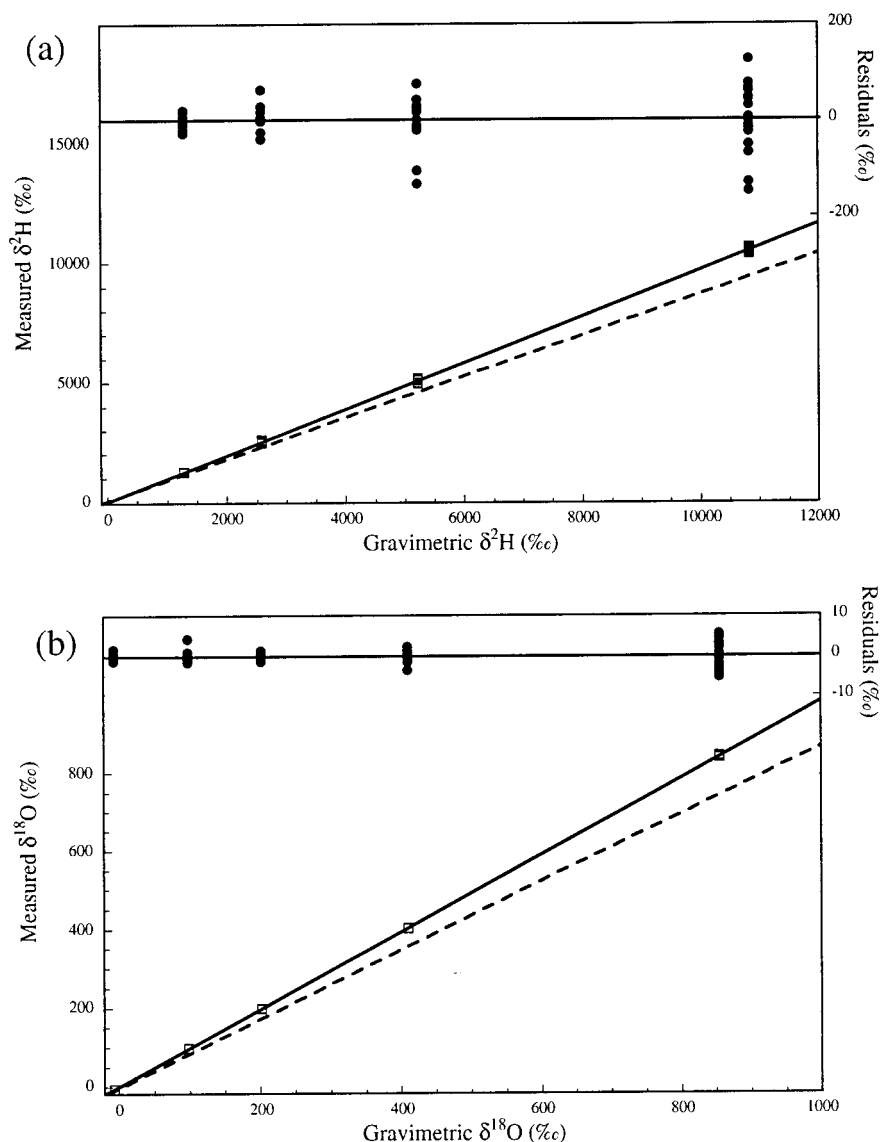 (a)
200
0
-200
Residuals (‰)
15000
10000
5000
0
Measured δ²H (‰)
0 2000 4000 6000 8000 10000 12000
Gravimetric δ²H (‰)
(b)
10
0
-10
Residuals (‰)
800
600
400
200
0
Measured δ¹⁸O (‰)
0 200 400 600 800 1000
Gravimetric δ¹⁸O (‰)